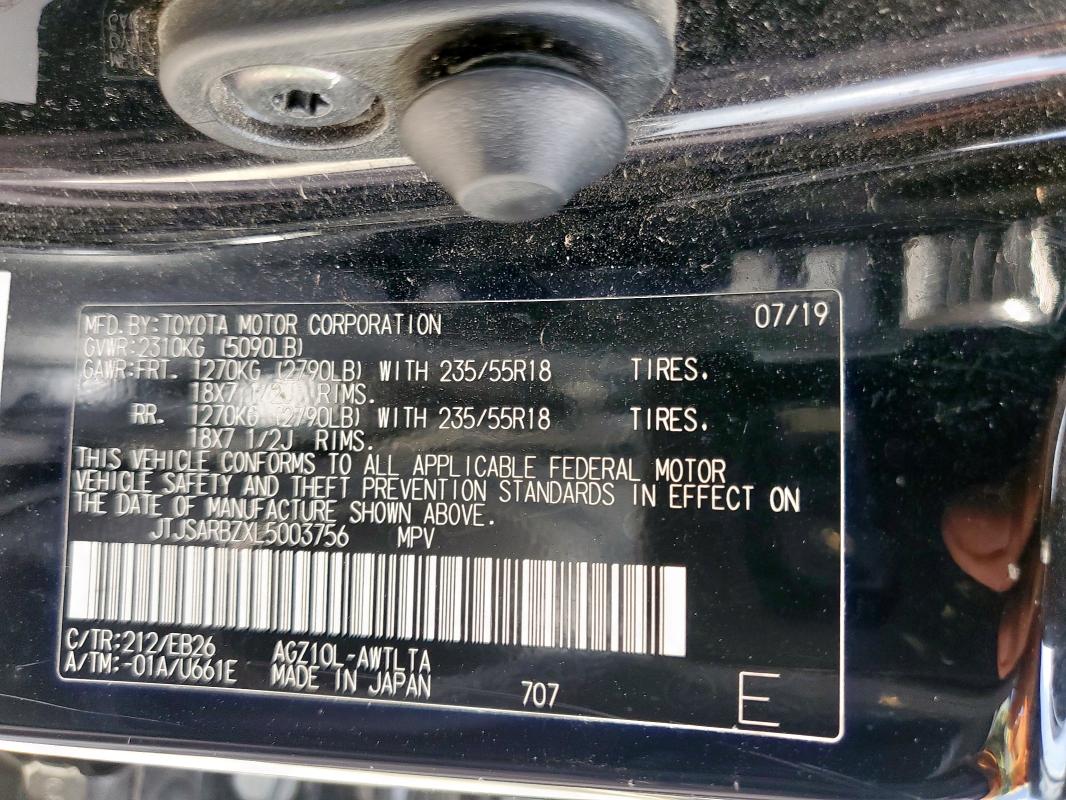 MFD.BY:TOYOTA MOTOR CORPORATION 07/19
GVWR:2310KG (5090LB)
GAWR:FRT. 1270KG (2790LB) WITH 235/55R18 TIRES.
18X7 1/2J RIMS.
RR. 1270KG (2790LB) WITH 235/55R18 TIRES.
18X7 1/2J RIMS.
THIS VEHICLE CONFORMS TO ALL APPLICABLE FEDERAL MOTOR
VEHICLE SAFETY AND THEFT PREVENTION STANDARDS IN EFFECT ON
THE DATE OF MANUFACTURE SHOWN ABOVE.
JTJSARBZXL5003756 MPV
C/TR:212/EB26 AGZ10L-AWTLTA
A/TM:-01A/U661E MADE IN JAPAN 707 E